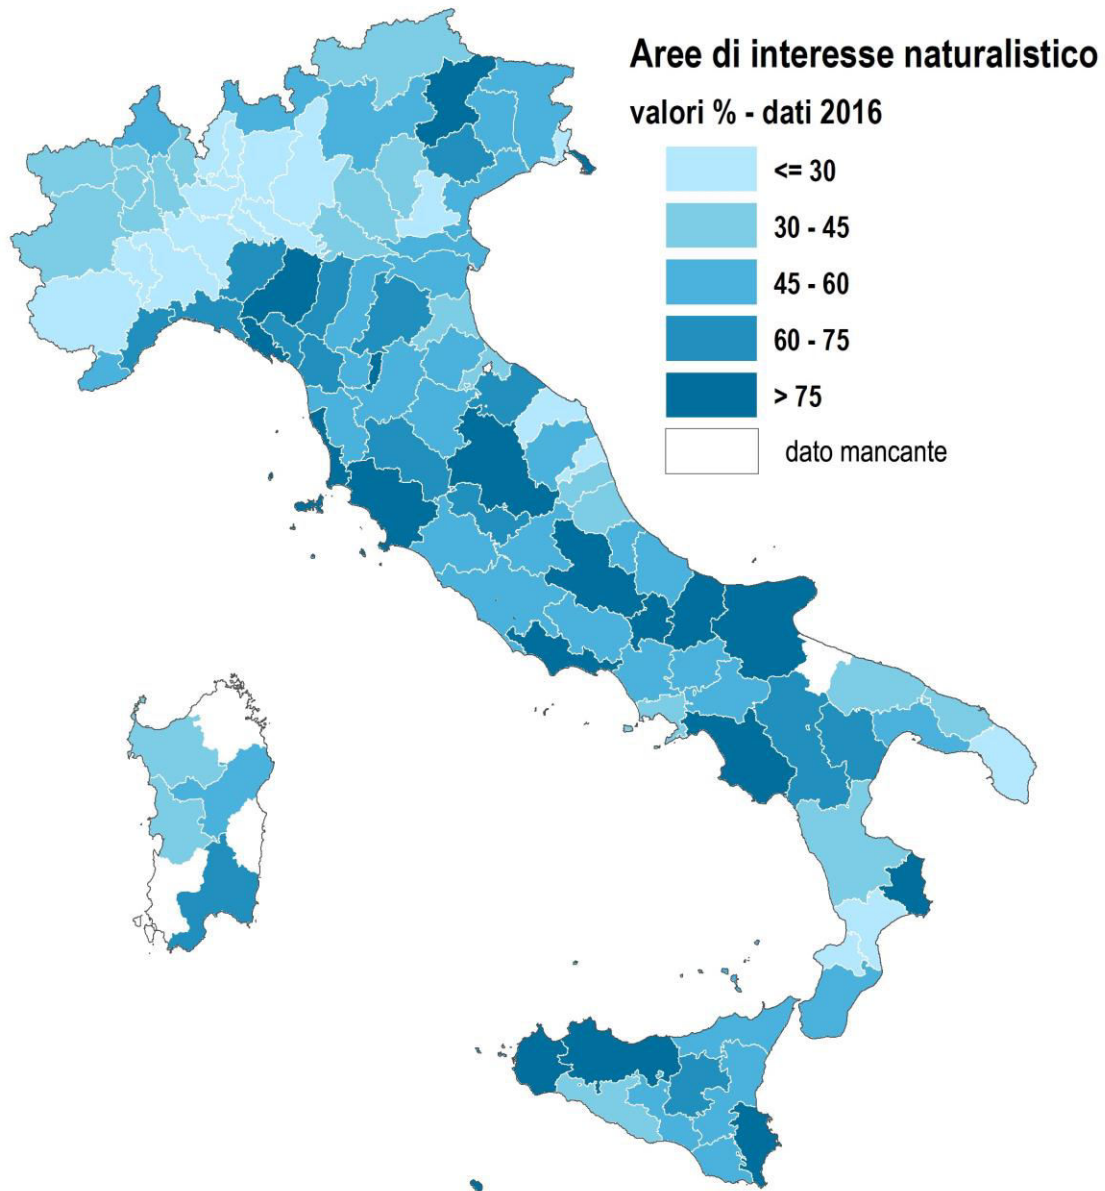 Aree di interesse naturalistico
valori % - dati 2016
<= 30
30 - 45
45 - 60
60 - 75
> 75
dato mancante